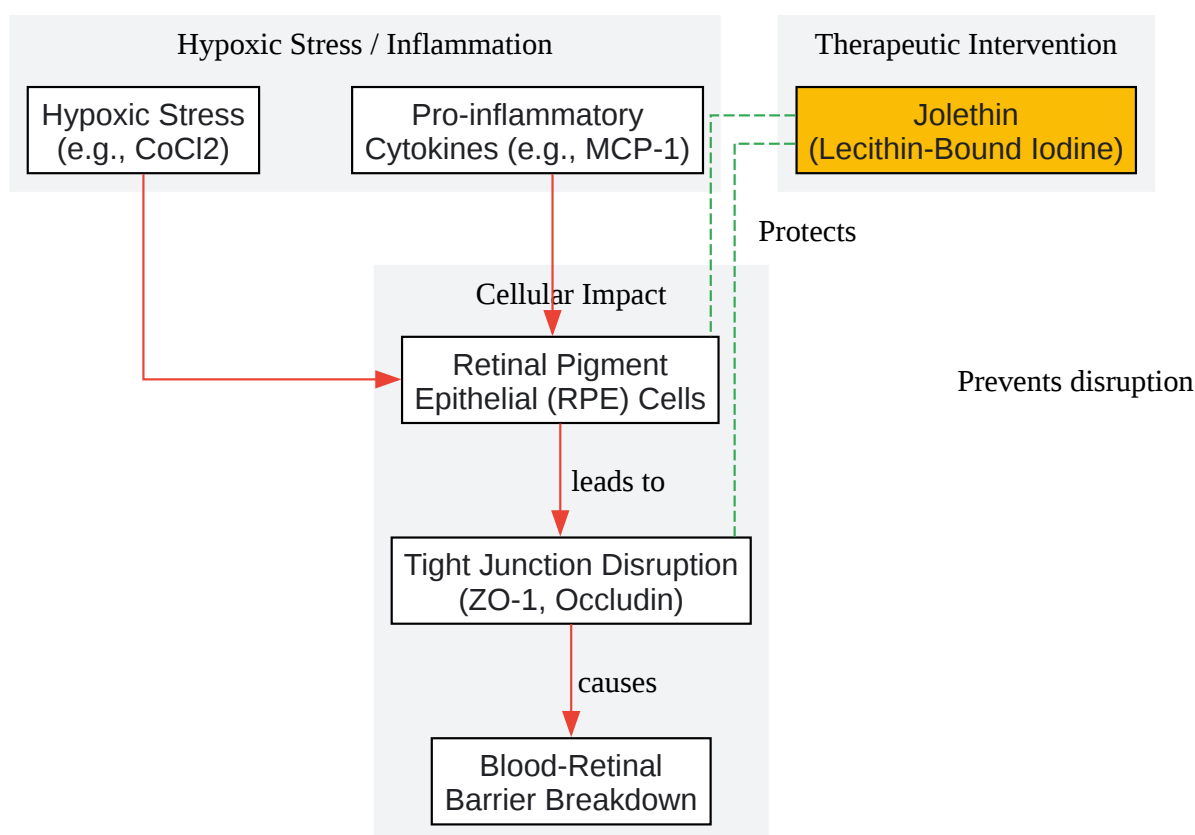 Hypoxic Stress / Inflammation
Therapeutic Intervention
Hypoxic Stress
(e.g., CoCl2)
Pro-inflammatory
Cytokines (e.g., MCP-1)
Jolethin
(Lecithin-Bound Iodine)
Protects
Cellular Impact
Retinal Pigment
Epithelial (RPE) Cells
Prevents disruption
leads to
Tight Junction Disruption
(ZO-1, Occludin)
causes
Blood-Retinal
Barrier Breakdown